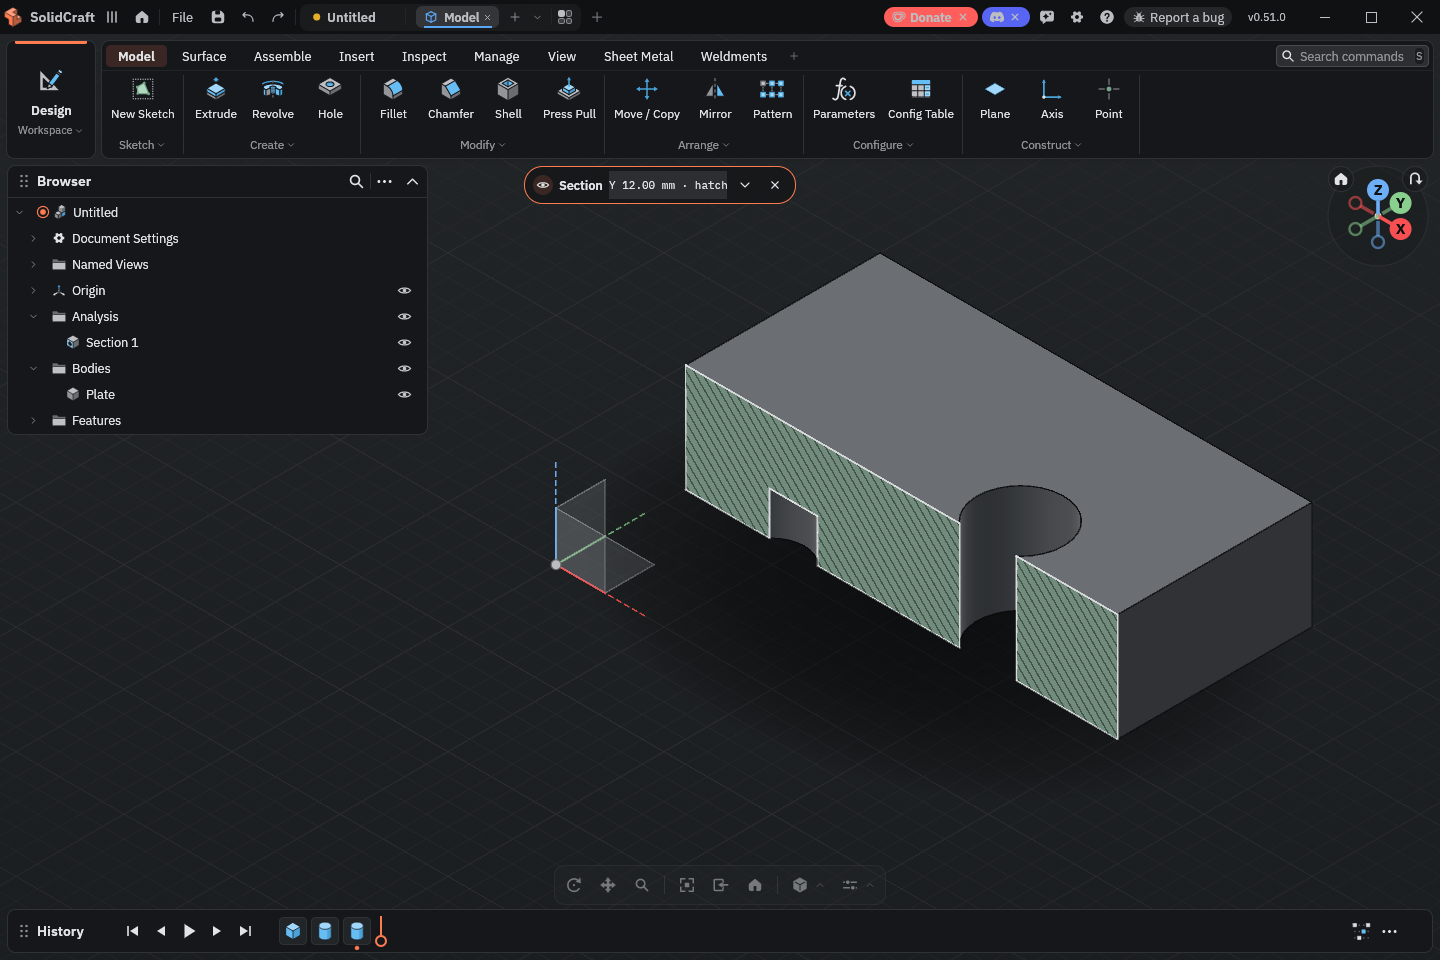 SolidCraft File Untitled Model Donate Report a bug v0.51.0
Model Surface Assemble Insert Inspect Manage View Sheet Metal Weldments Search commands S
Design
Workspace
New Sketch Extrude Revolve Hole Fillet Chamfer Shell Press Pull Move / Copy Mirror Pattern Parameters Config Table Plane Axis Point
Sketch Create Modify Arrange Configure Construct
Browser
Untitled
Document Settings
Named Views
Origin
Analysis
Section 1
Bodies
Plate
Features
Section Y 12.00 mm · hatch
Z
Y
X
History